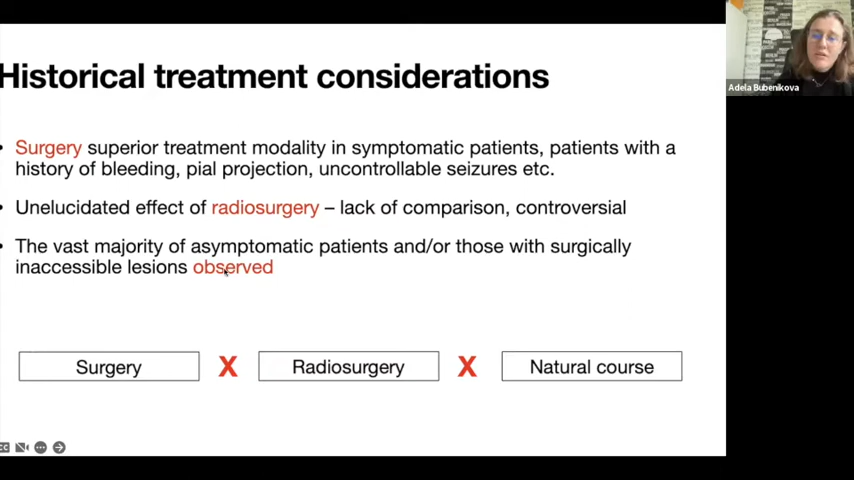 Historical treatment considerations
Adela Bubenikova
• Surgery superior treatment modality in symptomatic patients, patients with a
history of bleeding, pial projection, uncontrollable seizures etc.
• Unelucidated effect of radiosurgery – lack of comparison, controversial
• The vast majority of asymptomatic patients and/or those with surgically
inaccessible lesions observed
Surgery X Radiosurgery X Natural course